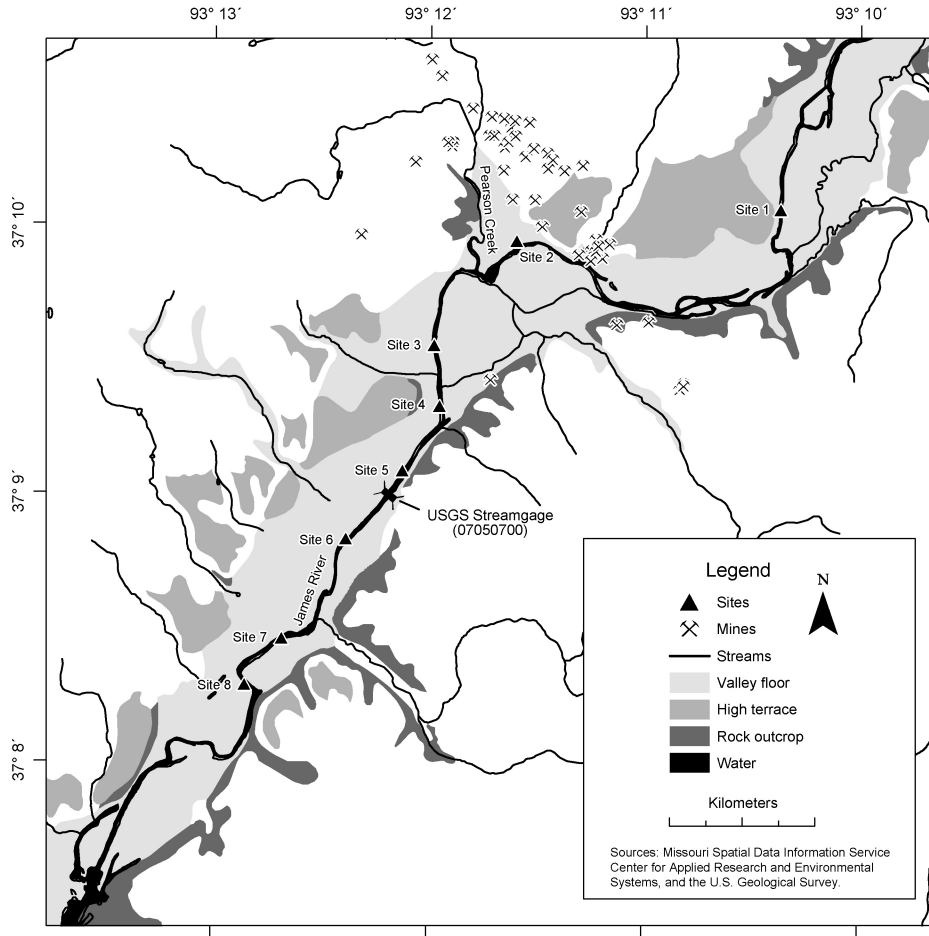 93° 13´
93° 12´
93° 11´
93° 10´
37° 10´
37° 9´
37° 8´
Pearson Creek
Site 1
Site 2
Site 3
Site 4
Site 5
USGS Streamgage
(07050700)
Site 6
James River
Site 7
Site 8
Legend
N
Sites
Mines
Streams
Valley floor
High terrace
Rock outcrop
Water
Kilometers
Sources: Missouri Spatial Data Information Service
Center for Applied Research and Environmental
Systems, and the U.S. Geological Survey.